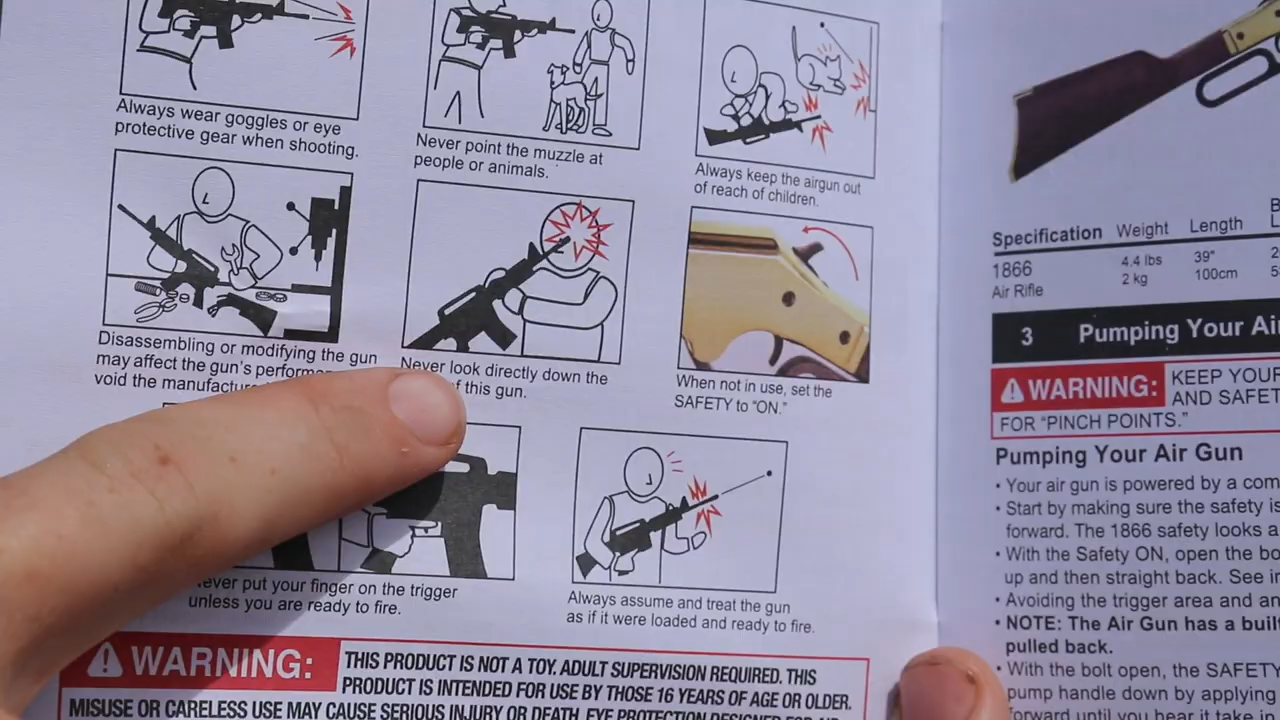 Always wear goggles or eye
protective gear when shooting.
Never point the muzzle at
people or animals.
Always keep the airgun out
of reach of children.
Disassembling or modifying the gun
may affect the gun's
void the
Never look directly down the
of this gun.
When not in use, set the
SAFETY to "ON."
put your finger on the trigger
unless you are ready to fire.
Always assume and treat the gun
as if it were loaded and ready to fire.
WARNING:
THIS PRODUCT IS NOT A TOY. ADULT SUPERVISION REQUIRED. THIS
PRODUCT IS INTENDED FOR USE BY THOSE 16 YEARS OF AGE OR OLDER.
MISUSE OR CARELESS USE MAY CAUSE SERIOUS INJURY OR DEATH. EYE PROTECTION DESIGNED FOR
Specification Weight Length
1866 4.4 lbs 39"
Air Rifle 2 kg 100cm
3 Pumping Your
WARNING: KEEP YOUR
AND
FOR "PINCH POINTS."
Pumping Your Air Gun
• Your air gun is powered by a
• Start by making sure the safety is
forward. The 1866 safety looks a
• With the Safety ON, open the
up and then straight back. See
• Avoiding the trigger area and
• NOTE: The Air Gun has a
pulled back.
• With the bolt open, the SAFETY
pump handle down by applying
forward until you hear it